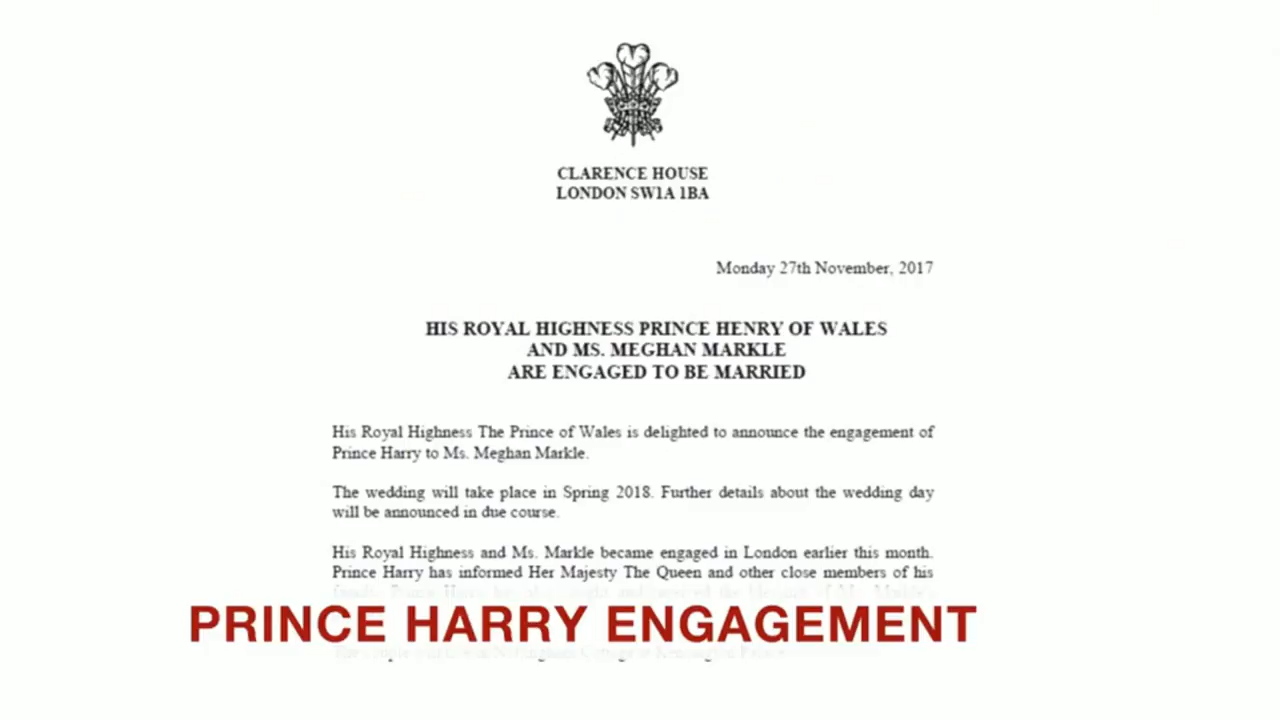 CLARENCE HOUSE
LONDON SW1A 1BA
Monday 27th November, 2017
HIS ROYAL HIGHNESS PRINCE HENRY OF WALES
AND MS. MEGHAN MARKLE
ARE ENGAGED TO BE MARRIED
His Royal Highness The Prince of Wales is delighted to announce the engagement of
Prince Harry to Ms. Meghan Markle.
The wedding will take place in Spring 2018. Further details about the wedding day
will be announced in due course.
His Royal Highness and Ms. Markle became engaged in London earlier this month.
Prince Harry has informed Her Majesty The Queen and other close members of his
PRINCE HARRY ENGAGEMENT